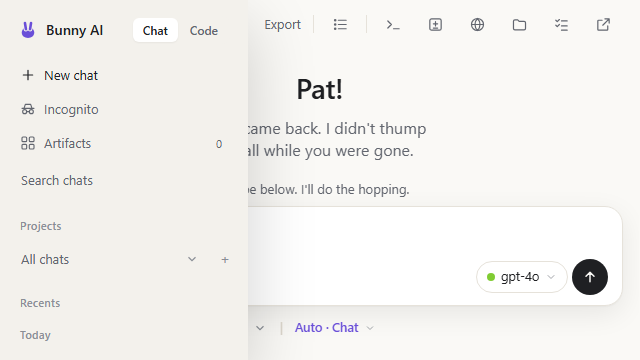 Bunny AI
Chat
Code
Export
New chat
Incognito
Artifacts
0
Search chats
Projects
All chats
Recents
Today
Pat!
came back. I didn't thump
all while you were gone.
below. I'll do the hopping.
gpt-4o
Auto · Chat